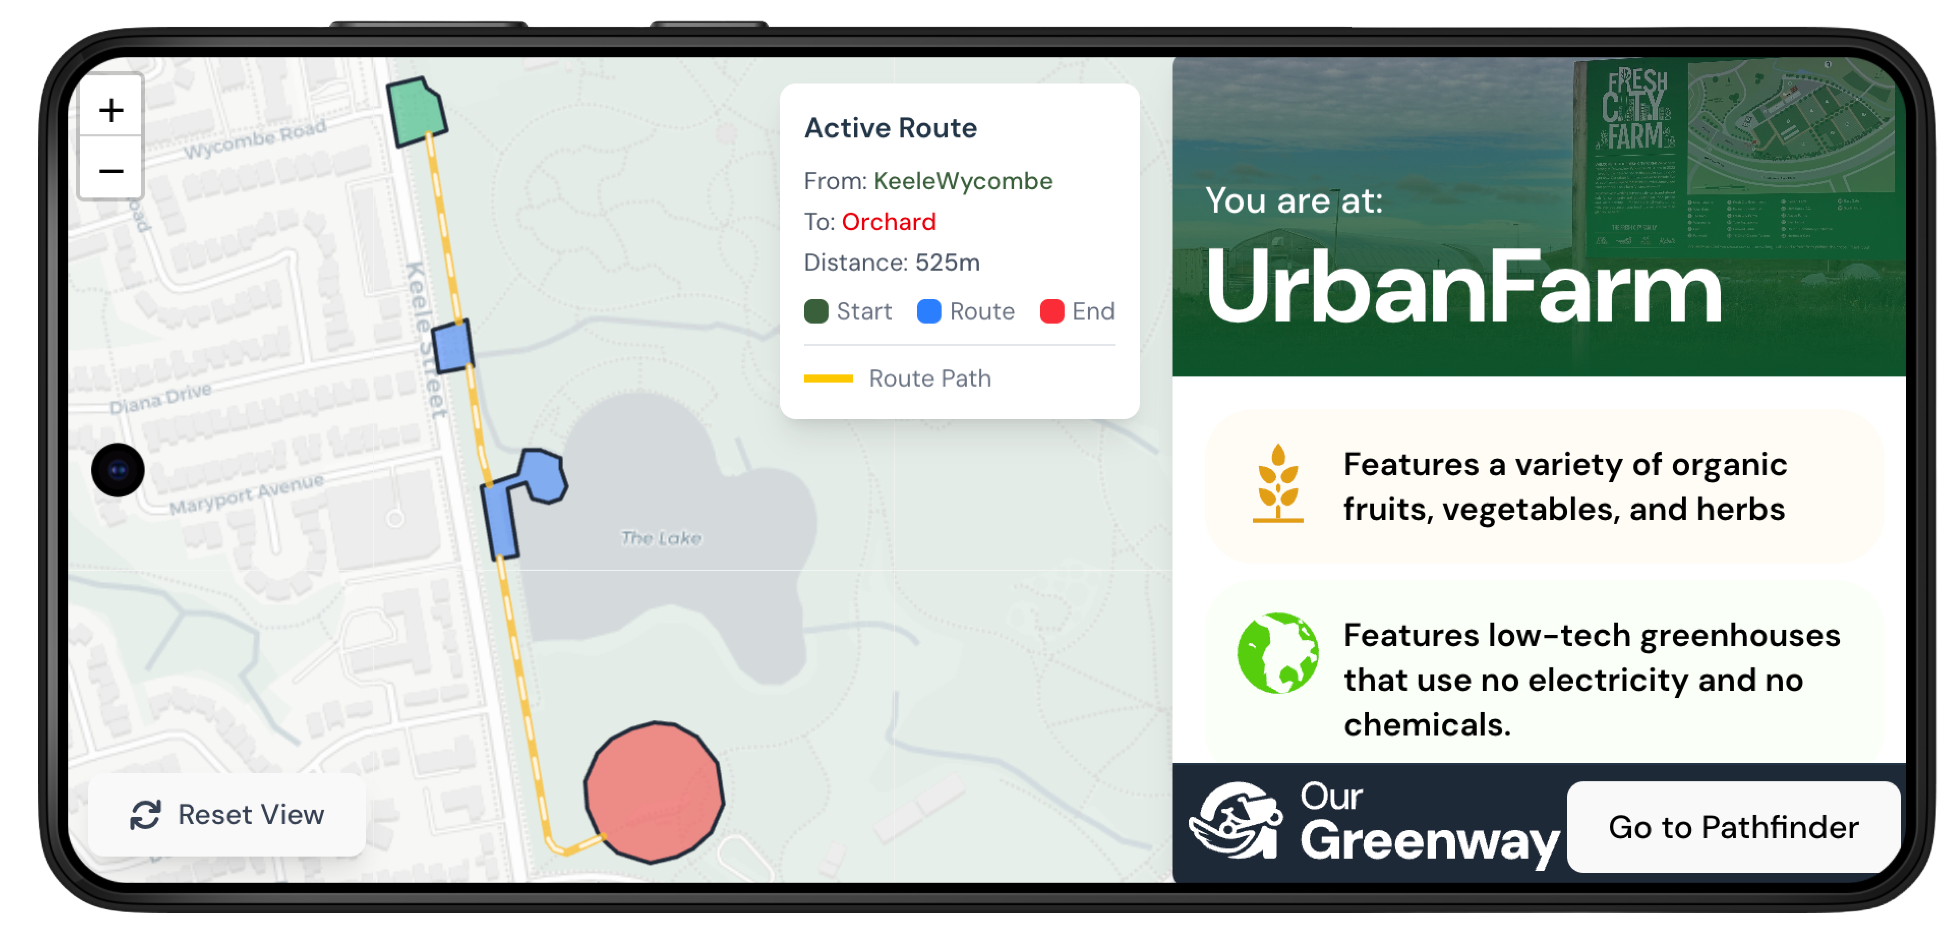 +
−
Wycombe Road
Keele Street
Diana Drive
Maryport Avenue
The Lake
Reset View
Active Route
From: KeeleWycombe
To: Orchard
Distance: 525m
Start Route End
Route Path
FRESH
CITY
FARM
You are at:
UrbanFarm
Features a variety of organic
fruits, vegetables, and herbs
Features low-tech greenhouses
that use no electricity and no
chemicals.
Our
Greenway
Go to Pathfinder